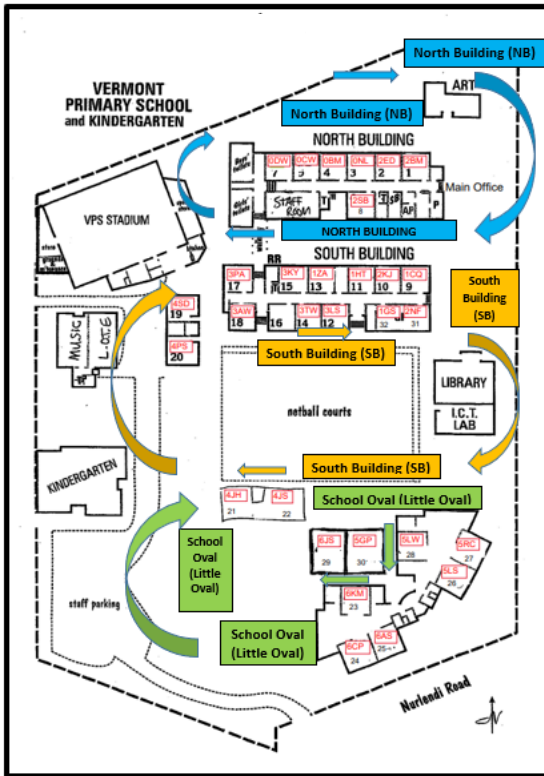 North Building (NB)
VERMONT
PRIMARY SCHOOL
and KINDERGARTEN
ART
North Building (NB)
NORTH BUILDING
0DW 0CW 0BM 0NL 2ED 2BM
7 5 4 3 2 1
Main Office
VPS STADIUM
STAFF
ROOM
T
2SB
8
AP
P
NORTH BUILDING
SOUTH BUILDING
RR
3PA 3KY 1ZA 1HT 2KJ 1CQ
17 15 13 11 10 9
South
Building
(SB)
4SD
19
3AW 3TW 3LS 1GS 2NF
18 16 14 12 32 31
MUSIC
L.O.T.E
4PS
20
South Building (SB)
LIBRARY
netball courts
I.C.T.
LAB
KINDERGARTEN
South Building (SB)
4JH 4JS
21 22
School Oval (Little Oval)
School
Oval
(Little
Oval)
6JS 5GP 5LW 5RC
29 30 28 27
5LS
26
staff parking
6KM
23
School Oval
(Little Oval)
6CP 6AS
24 25
Nurlendi Road
N